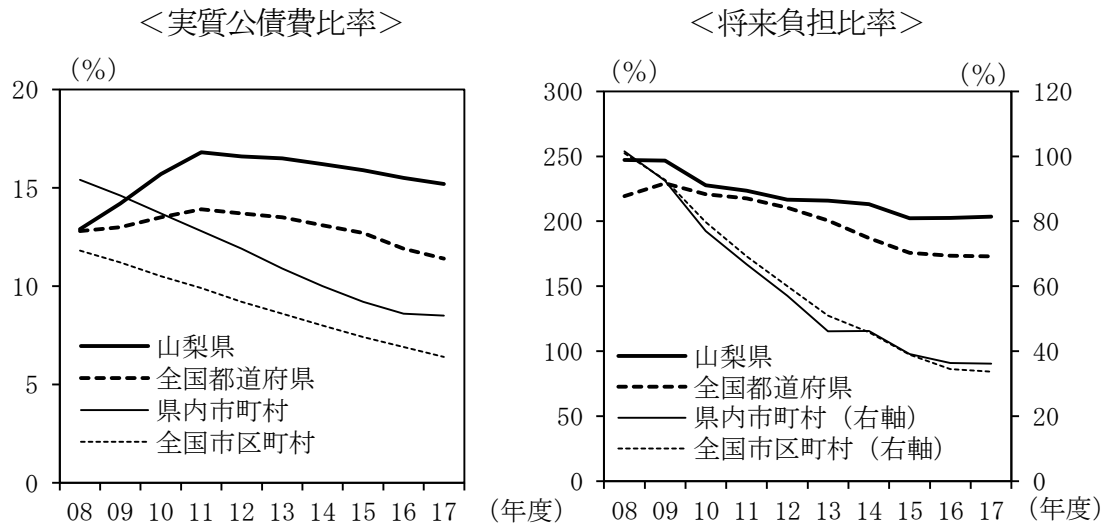 ＜実質公債費比率＞
（%）
20
15
10
5
0
山梨県
全国都道府県
県内市町村
全国市区町村
08 09 10 11 12 13 14 15 16 17 （年度）
＜将来負担比率＞
（%） （%）
300 120
250 100
200 80
150 60
100 40
50 20
0 0
山梨県
全国都道府県
県内市町村（右軸）
全国市区町村（右軸）
08 09 10 11 12 13 14 15 16 17 （年度）